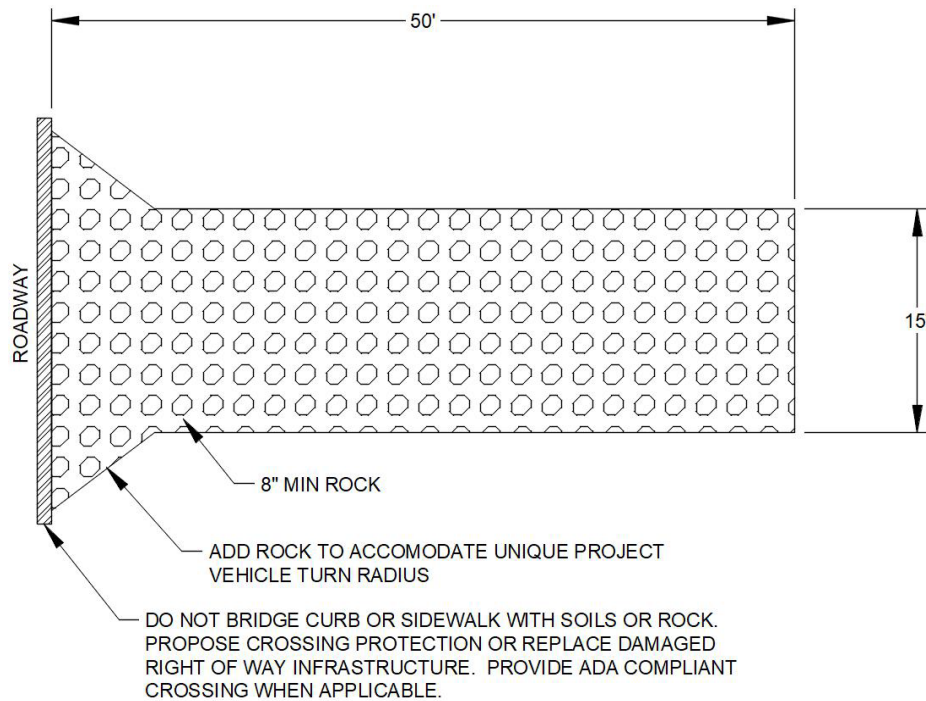 50'
ROADWAY
15'
8" MIN ROCK
ADD ROCK TO ACCOMODATE UNIQUE PROJECT
VEHICLE TURN RADIUS
DO NOT BRIDGE CURB OR SIDEWALK WITH SOILS OR ROCK.
PROPOSE CROSSING PROTECTION OR REPLACE DAMAGED
RIGHT OF WAY INFRASTRUCTURE. PROVIDE ADA COMPLIANT
CROSSING WHEN APPLICABLE.